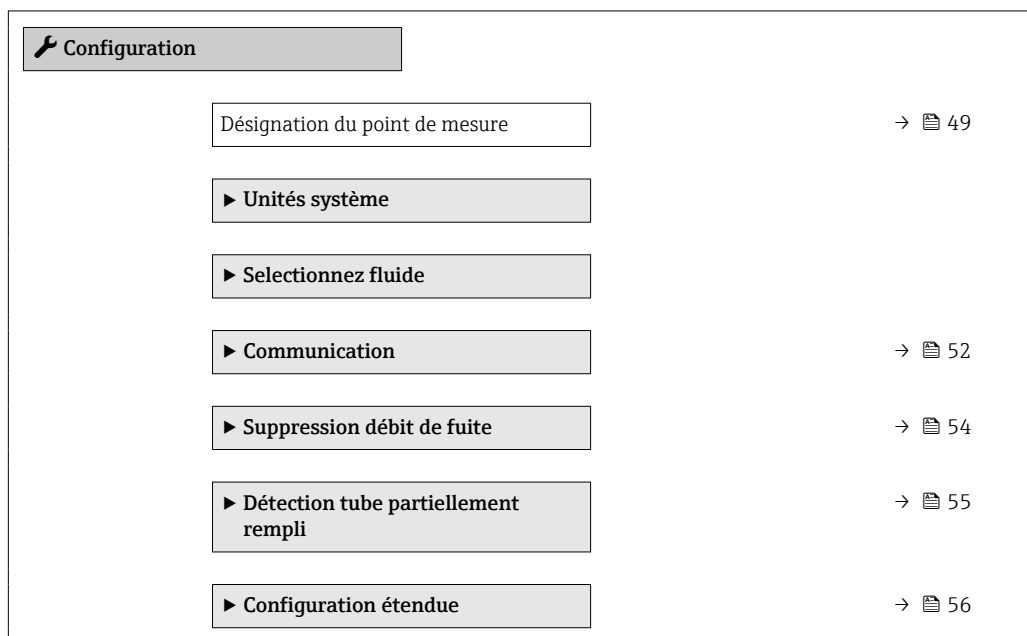 Configuration
Désignation du point de mesure → 49
▶ Unités système
▶ Selectionnez fluide
▶ Communication → 52
▶ Suppression débit de fuite → 54
▶ Détection tube partiellement → 55
rempli
▶ Configuration étendue → 56